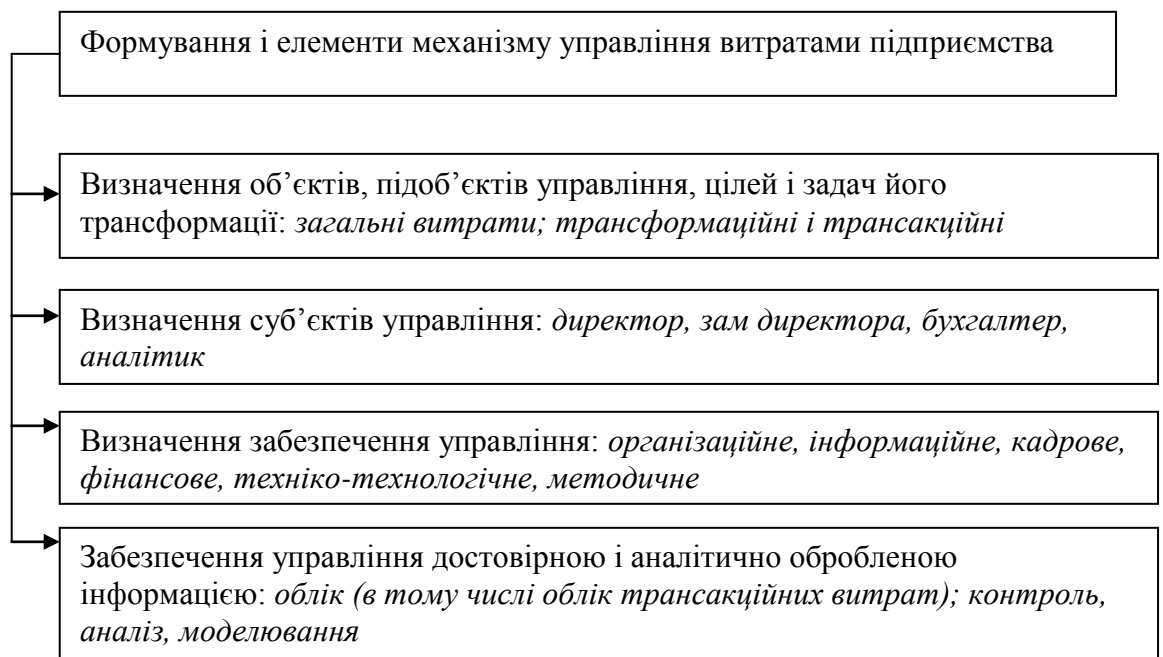 Формування і елементи механізму управління витратами підприємства
Визначення об’єктів, підоб’єктів управління, цілей і задач його
трансформації: загальні витрати; трансформаційні і трансакційні
Визначення суб’єктів управління: директор, зам директора, бухгалтер,
аналітик
Визначення забезпечення управління: організаційне, інформаційне, кадрове,
фінансове, техніко-технологічне, методичне
Забезпечення управління достовірною і аналітично обробленою
інформацією: облік (в тому числі облік трансакційних витрат); контроль,
аналіз, моделювання